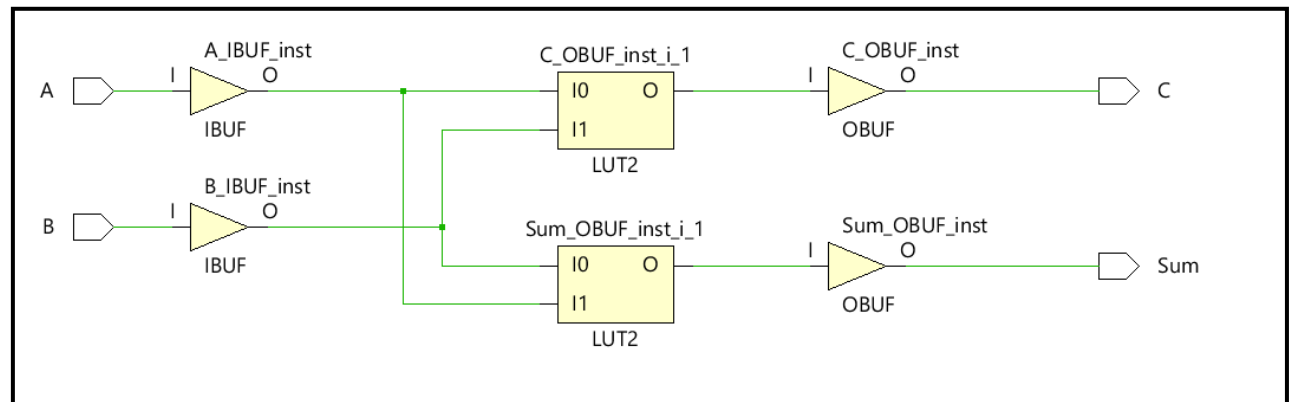 A_IBUF_inst
C_OBUF_inst_i_1
C_OBUF_inst
A
I
O
I0
O
I
O
C
IBUF
I1
OBUF
LUT2
B_IBUF_inst
B
I
O
Sum_OBUF_inst_i_1
Sum_OBUF_inst
IBUF
I0
O
I
O
Sum
I1
OBUF
LUT2